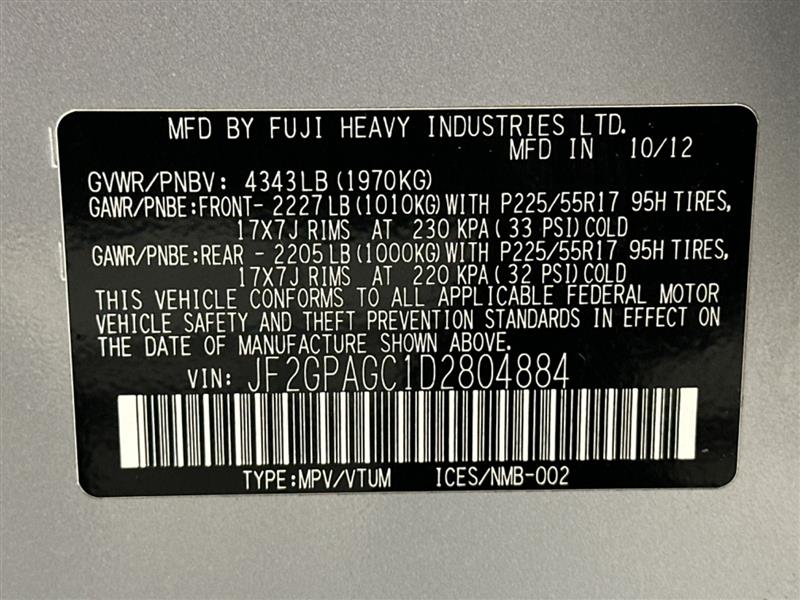 MFD BY FUJI HEAVY INDUSTRIES LTD.
MFD IN 10/12
GVWR/PNBV: 4343LB (1970KG)
GAWR/PNBE:FRONT- 2227LB (1010KG) WITH P225/55R17 95H TIRES,
17X7J RIMS AT 230 KPA ( 33 PSI) COLD
GAWR/PNBE:REAR - 2205LB (1000KG) WITH P225/55R17 95H TIRES,
17X7J RIMS AT 220 KPA ( 32 PSI) COLD
THIS VEHICLE CONFORMS TO ALL APPLICABLE FEDERAL MOTOR
VEHICLE SAFETY AND THEFT PREVENTION STANDARDS IN EFFECT ON
THE DATE OF MANUFACTURE SHOWN ABOVE.
VIN: JF2GPAGC1D2804884
TYPE:MPV/VTUM ICES/NMB-002